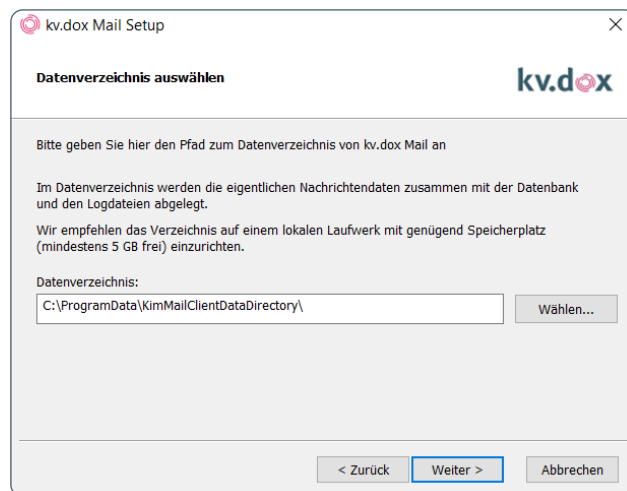 kv.dox Mail Setup
Datenverzeichnis auswählen
kv.dox
Bitte geben Sie hier den Pfad zum Datenverzeichnis von kv.dox Mail an
Im Datenverzeichnis werden die eigentlichen Nachrichtendaten zusammen mit der Datenbank
und den Logdateien abgelegt.
Wir empfehlen das Verzeichnis auf einem lokalen Laufwerk mit genügend Speicherplatz
(mindestens 5 GB frei) einzurichten.
Datenverzeichnis:
C:\ProgramData\KimMailClientDataDirectory\
Wählen...
< Zurück
Weiter >
Abbrechen